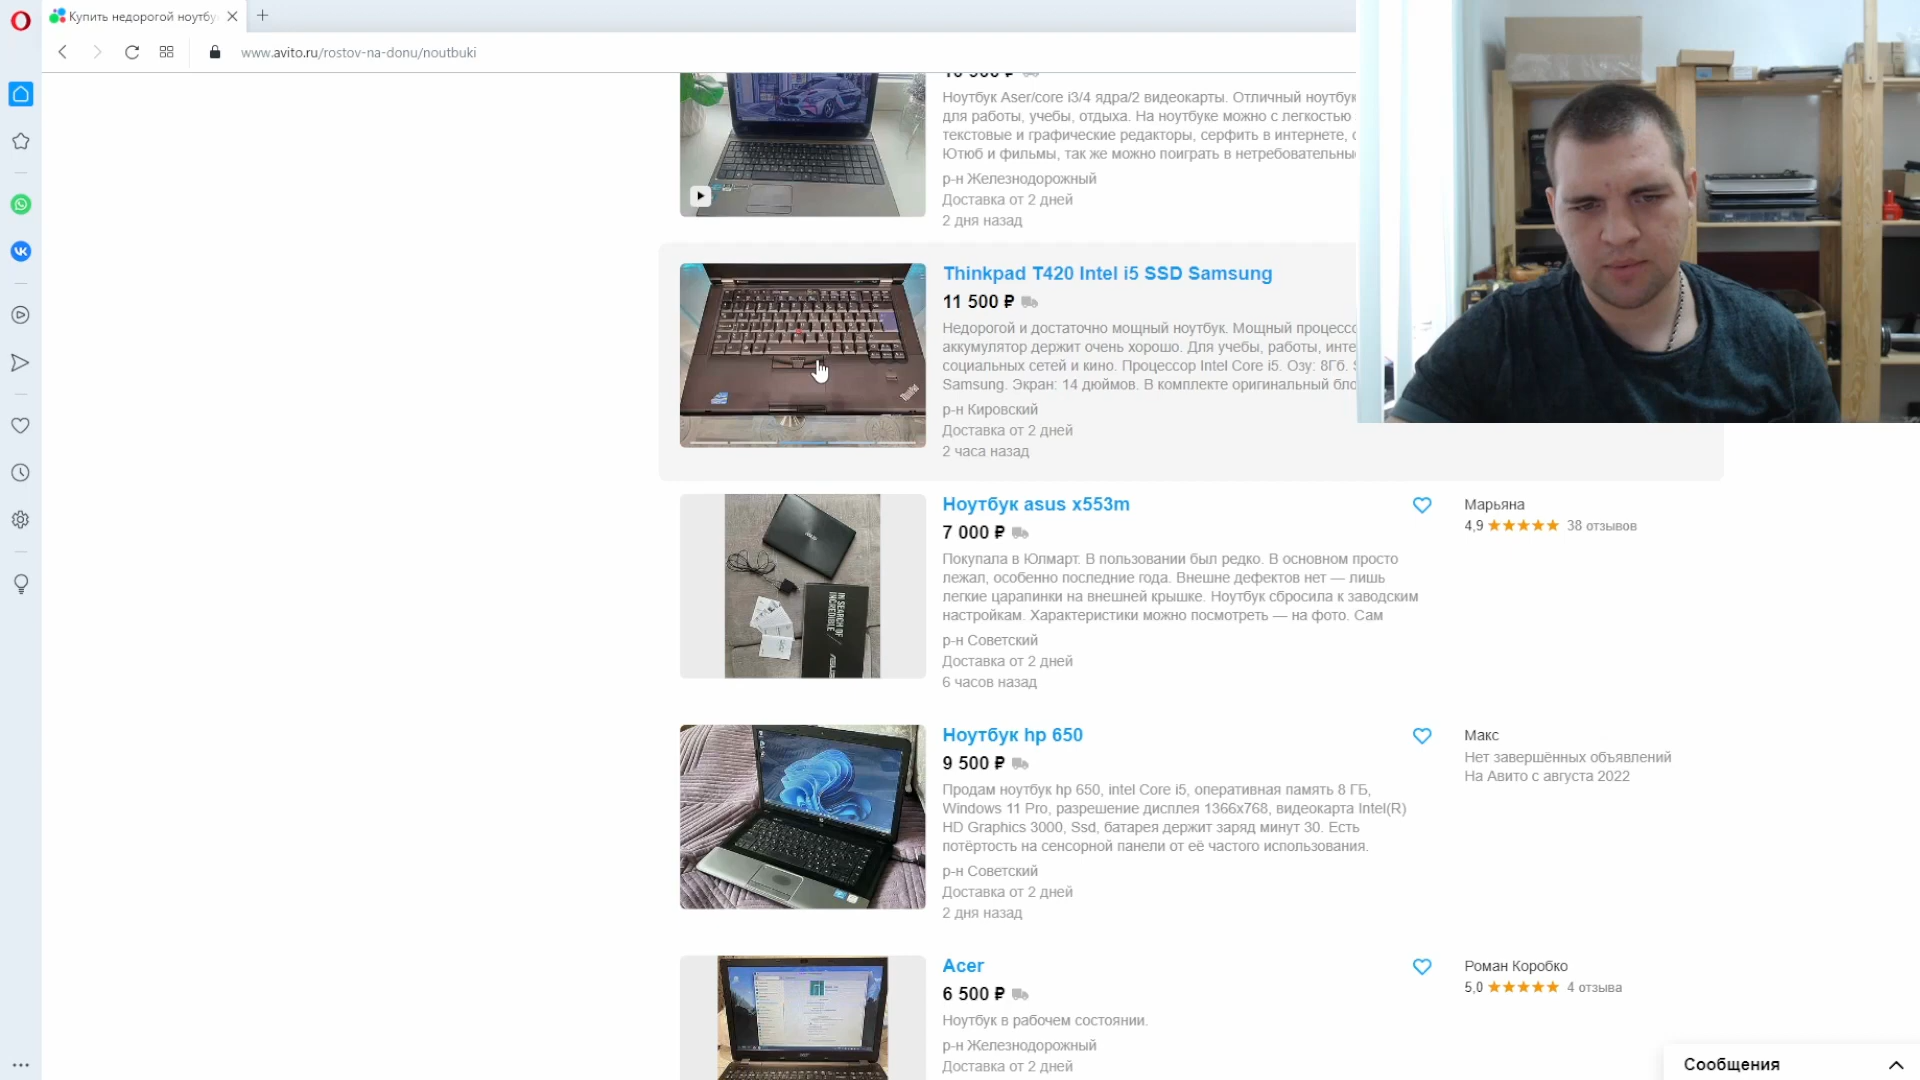 Купить недорогой ноутбу
www.avito.ru/rostov-na-donu/noutbuki
Ноутбук Aser/core i3/4 ядра/2 видеокарты. Отличный ноутбук
для работы, учебы, отдыха. На ноутбуке можно с легкостью
текстовые и графические редакторы, серфить в интернете,
Ютюб и фильмы, так же можно поиграть в нетребовательны
р-н Железнодорожный
Доставка от 2 дней
2 дня назад
Thinkpad T420 Intel i5 SSD Samsung
11 500 ₽
Недорогой и достаточно мощный ноутбук. Мощный процессо
аккумулятор держит очень хорошо. Для учебы, работы, инте
социальных сетей и кино. Процессор Intel Core i5. Озу: 8Гб.
Samsung. Экран: 14 дюймов. В комплекте оригинальный бло
р-н Кировский
Доставка от 2 дней
2 часа назад
Ноутбук asus x553m
7 000 ₽
Покупала в Юлмарт. В пользовании был редко. В основном просто
лежал, особенно последние года. Внешне дефектов нет — лишь
легкие царапинки на внешней крышке. Ноутбук сбросила к заводским
настройкам. Характеристики можно посмотреть — на фото. Сам
р-н Советский
Доставка от 2 дней
6 часов назад
Марьяна
4,9 ★★★★★ 38 отзывов
IN SEARCH OF
INCREDIBLE
Ноутбук hp 650
9 500 ₽
Продам ноутбук hp 650, intel Core i5, оперативная память 8 ГБ,
Windows 11 Pro, разрешение дисплея 1366x768, видеокарта Intel(R)
HD Graphics 3000, Ssd, батарея держит заряд минут 30. Есть
потёртость на сенсорной панели от её частого использования.
р-н Советский
Доставка от 2 дней
2 дня назад
Макс
Нет завершённых объявлений
На Авито с августа 2022
Acer
6 500 ₽
Ноутбук в рабочем состоянии.
р-н Железнодорожный
Доставка от 2 дней
Роман Коробко
5,0 ★★★★★ 4 отзыва
Сообщения